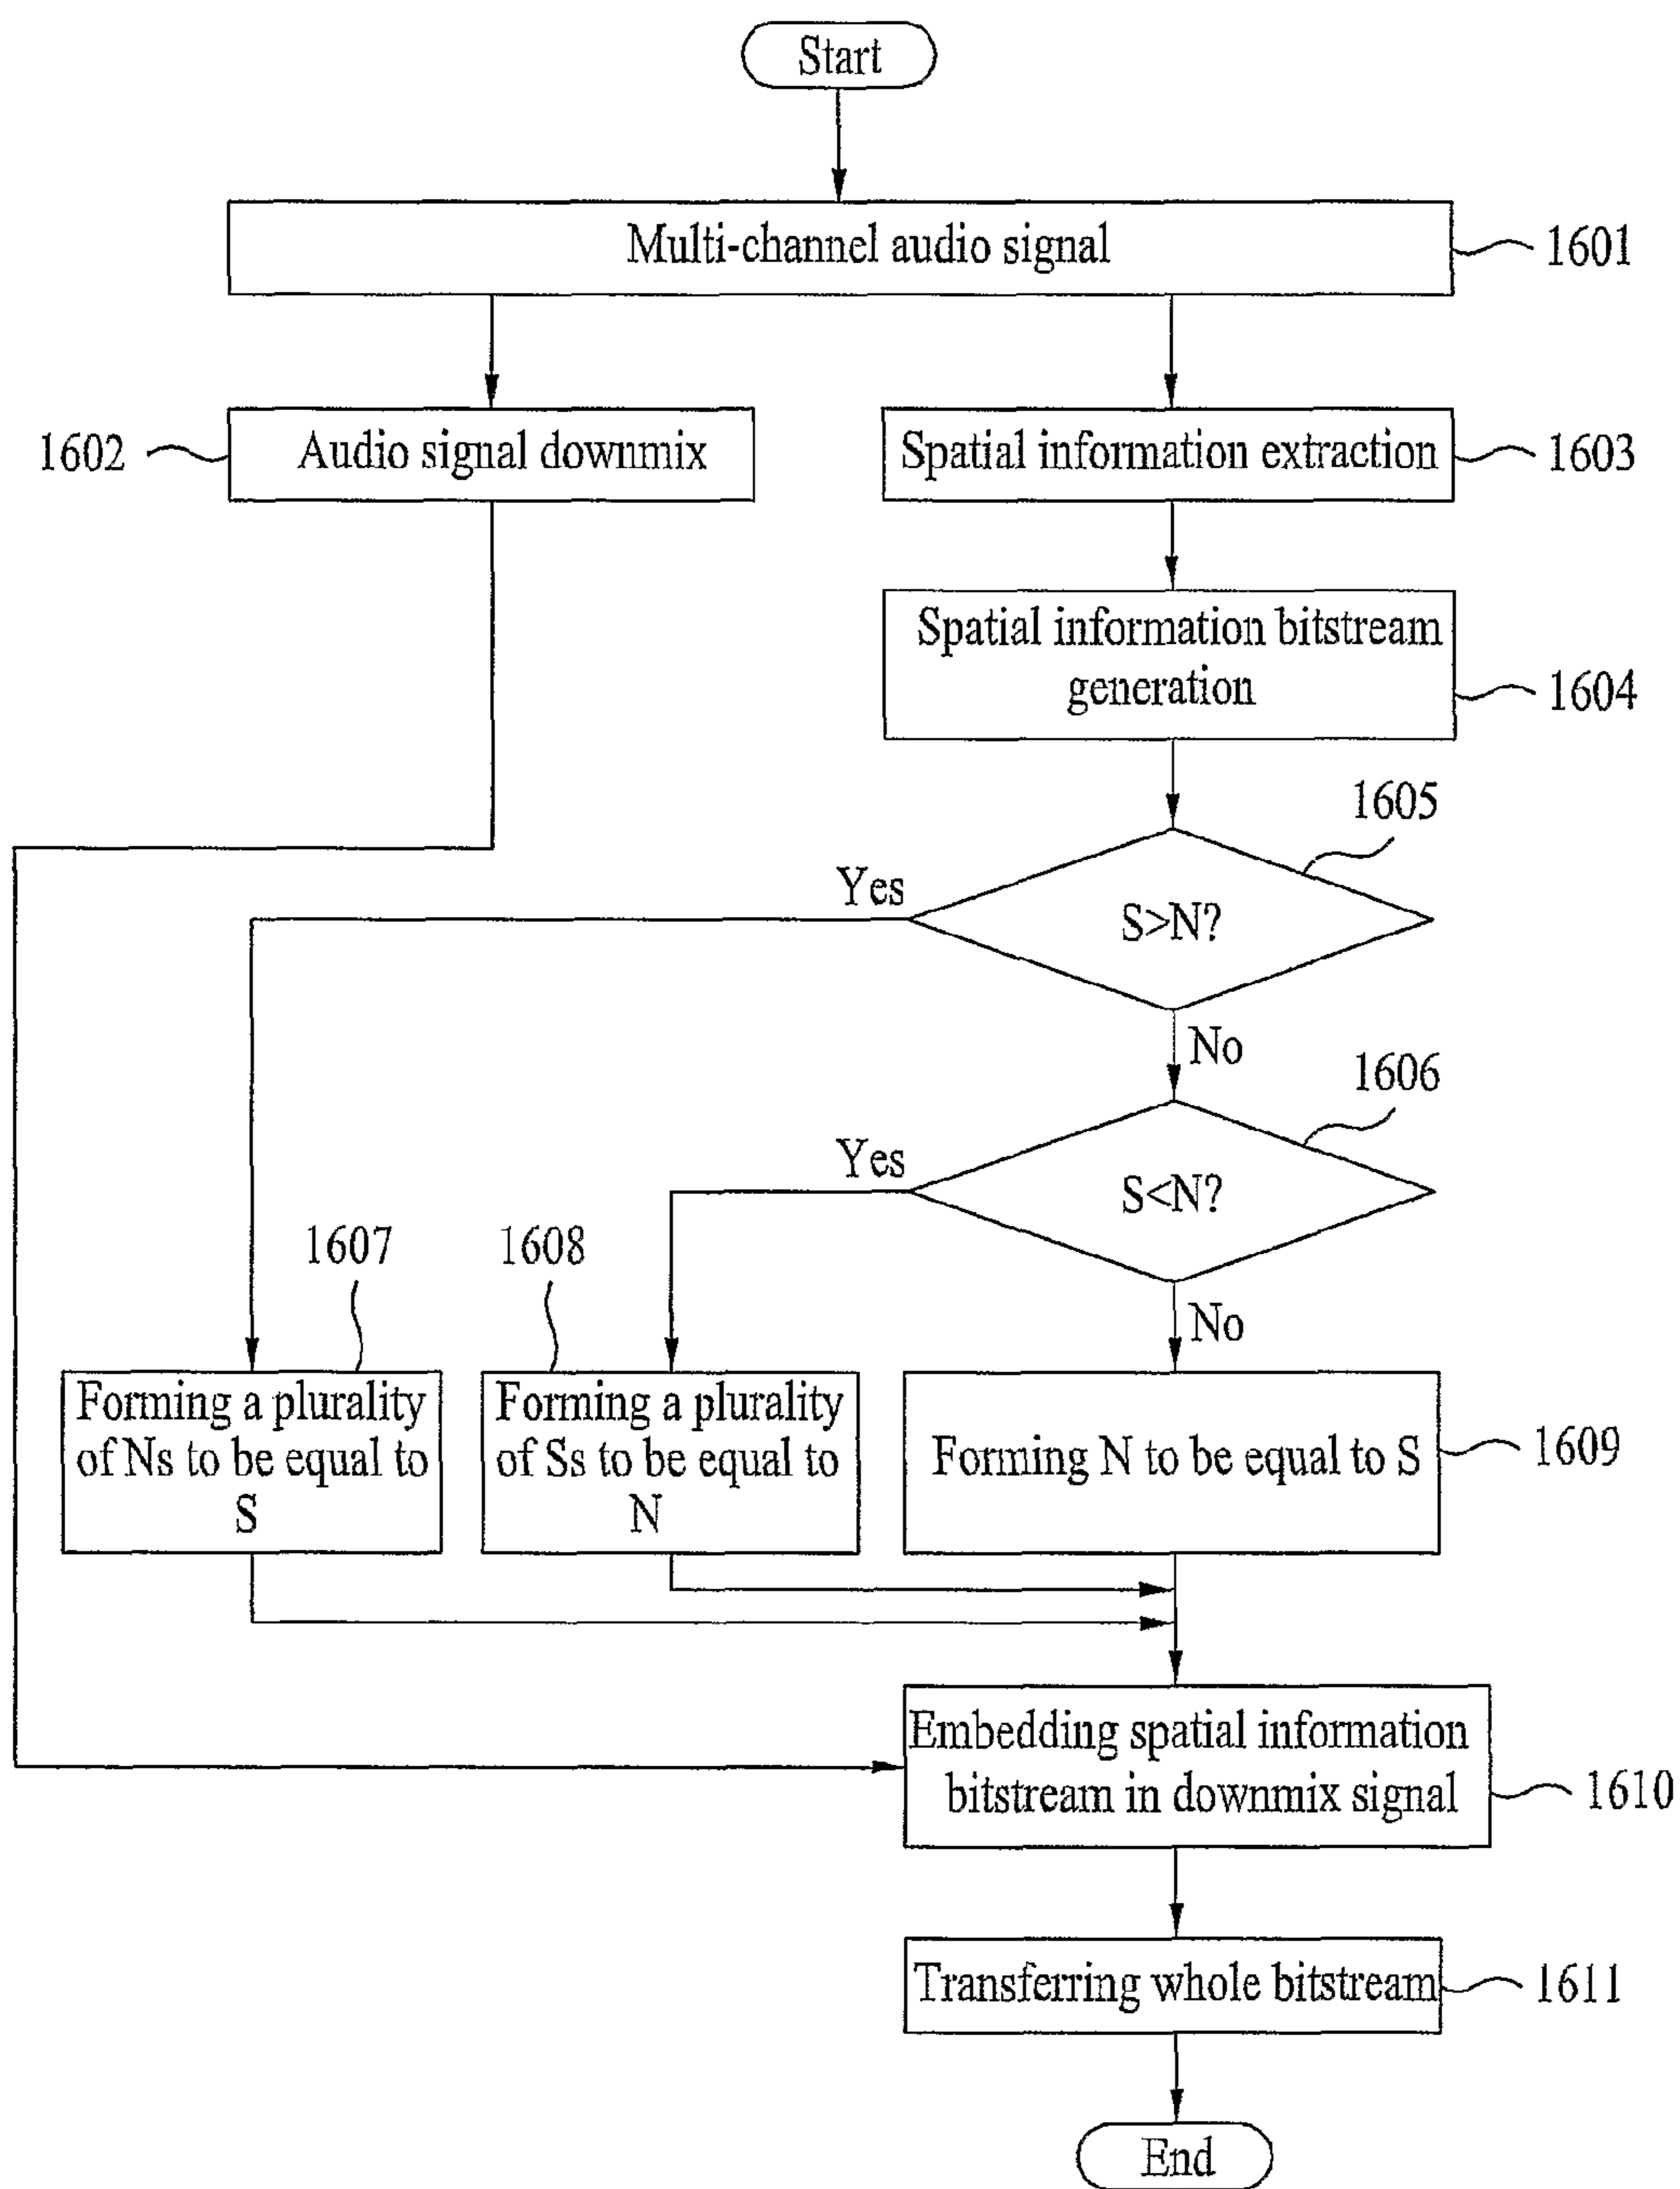 Start
Multi-channel audio signal
1601
1602
Audio signal downmix
Spatial information extraction
1603
Spatial information bitstream
generation
1604
1605
Yes
S>N?
No
1606
Yes
S<N?
No
1607
1608
Forming a plurality
of Ns to be equal to
S
Forming a plurality
of Ss to be equal to
N
Forming N to be equal to S
1609
Embedding spatial information
bitstream in downmix signal
1610
Transferring whole bitstream
1611
End